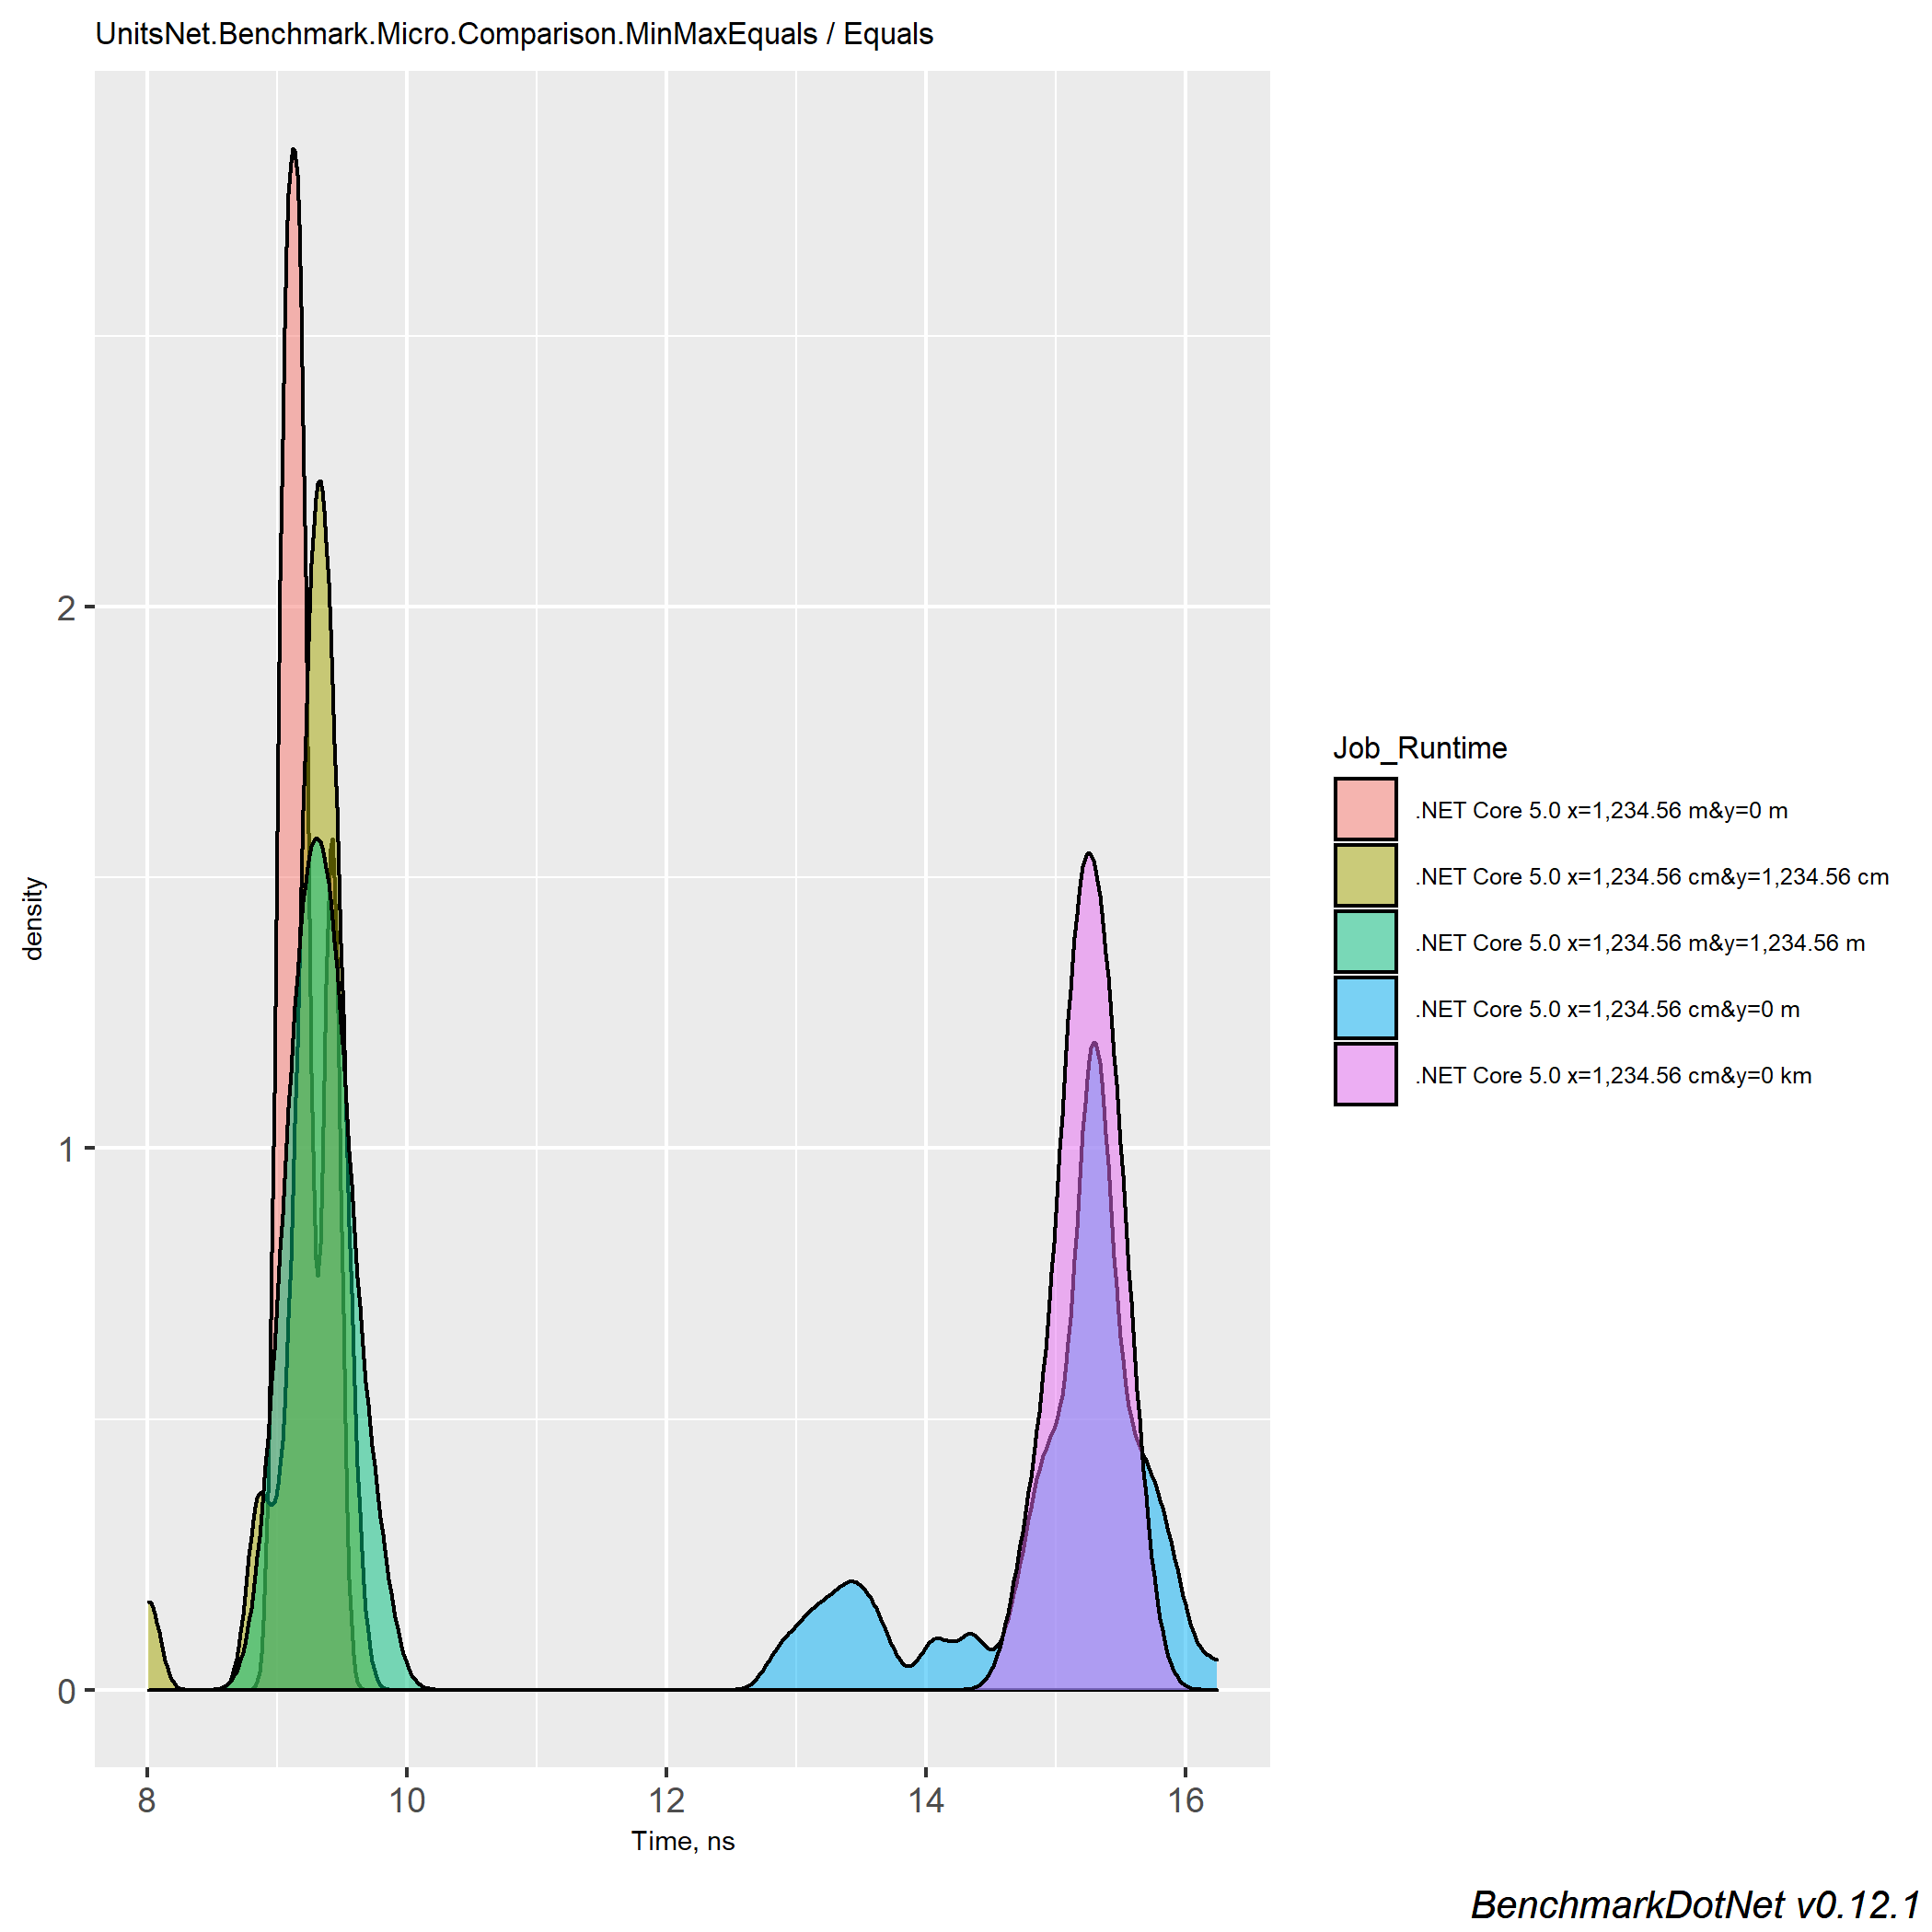 UnitsNet.Benchmark.Micro.Comparison.MinMaxEquals / Equals
density
2
1
0
8 10 12 14 16
Time, ns
Job_Runtime
.NET Core 5.0 x=1,234.56 m&y=0 m
.NET Core 5.0 x=1,234.56 cm&y=1,234.56 cm
.NET Core 5.0 x=1,234.56 m&y=1,234.56 m
.NET Core 5.0 x=1,234.56 cm&y=0 m
.NET Core 5.0 x=1,234.56 cm&y=0 km
BenchmarkDotNet v0.12.1